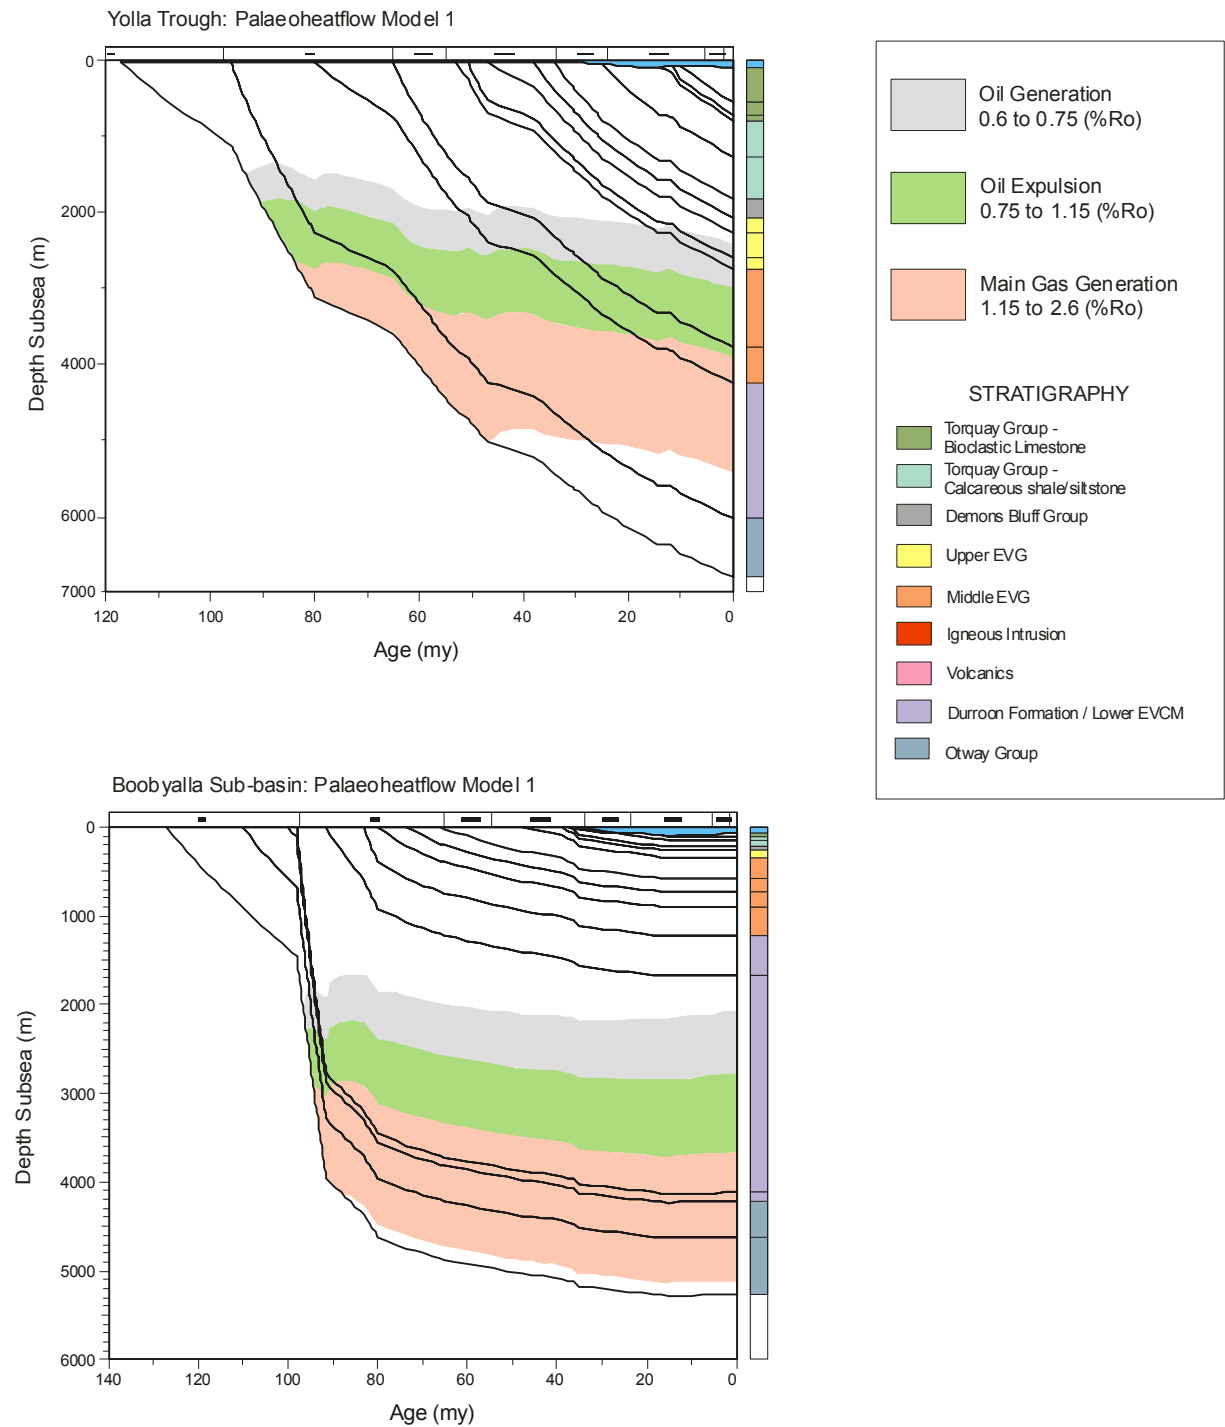 Yolla Trough: Palaeoheatflow Model 1
0
2000
4000
6000
7000
Depth Subsea (m)
120
100
80
60
40
20
0
Age (my)
Oil Generation
0.6 to 0.75 (%Ro)
Oil Expulsion
0.75 to 1.15 (%Ro)
Main Gas Generation
1.15 to 2.6 (%Ro)
STRATIGRAPHY
Torquay Group -
Bioclastic Limestone
Torquay Group -
Calcareous shale/siltstone
Demons Bluff Group
Upper EVG
Middle EVG
Igneous Intrusion
Volcanics
Durroon Formation / Lower EVCM
Otway Group
Boobyalla Sub-basin: Palaeoheatflow Model 1
0
1000
2000
3000
4000
5000
6000
Depth Subsea (m)
140
120
100
80
60
40
20
0
Age (my)